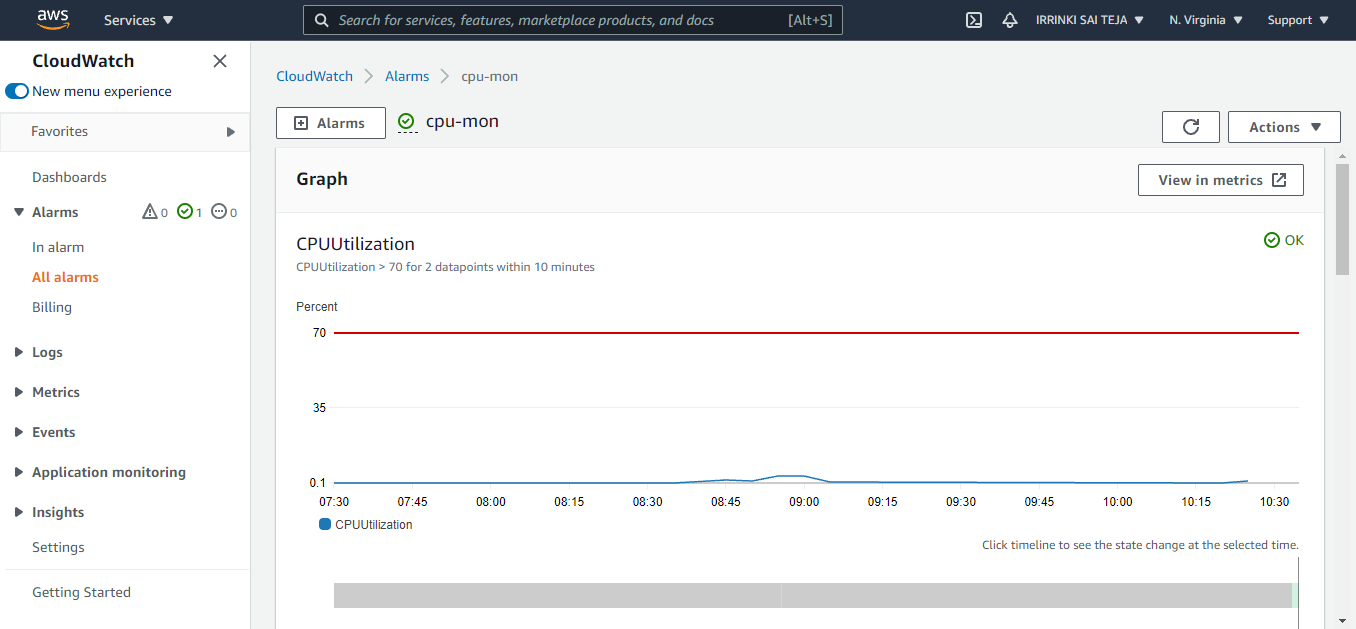 aws Services Search for services, features, marketplace products, and docs [Alt+S] IRRINKI SAI TEJA N. Virginia Support
CloudWatch
New menu experience
Favorites
Dashboards
Alarms 0 1 0
In alarm
All alarms
Billing
Logs
Metrics
Events
Application monitoring
Insights
Settings
Getting Started
CloudWatch Alarms cpu-mon
Alarms cpu-mon Actions
Graph View in metrics
CPUUtilization OK
CPUUtilization > 70 for 2 datapoints within 10 minutes
Percent
70
35
0.1
07:30 07:45 08:00 08:15 08:30 08:45 09:00 09:15 09:30 09:45 10:00 10:15 10:30
CPUUtilization
Click timeline to see the state change at the selected time.